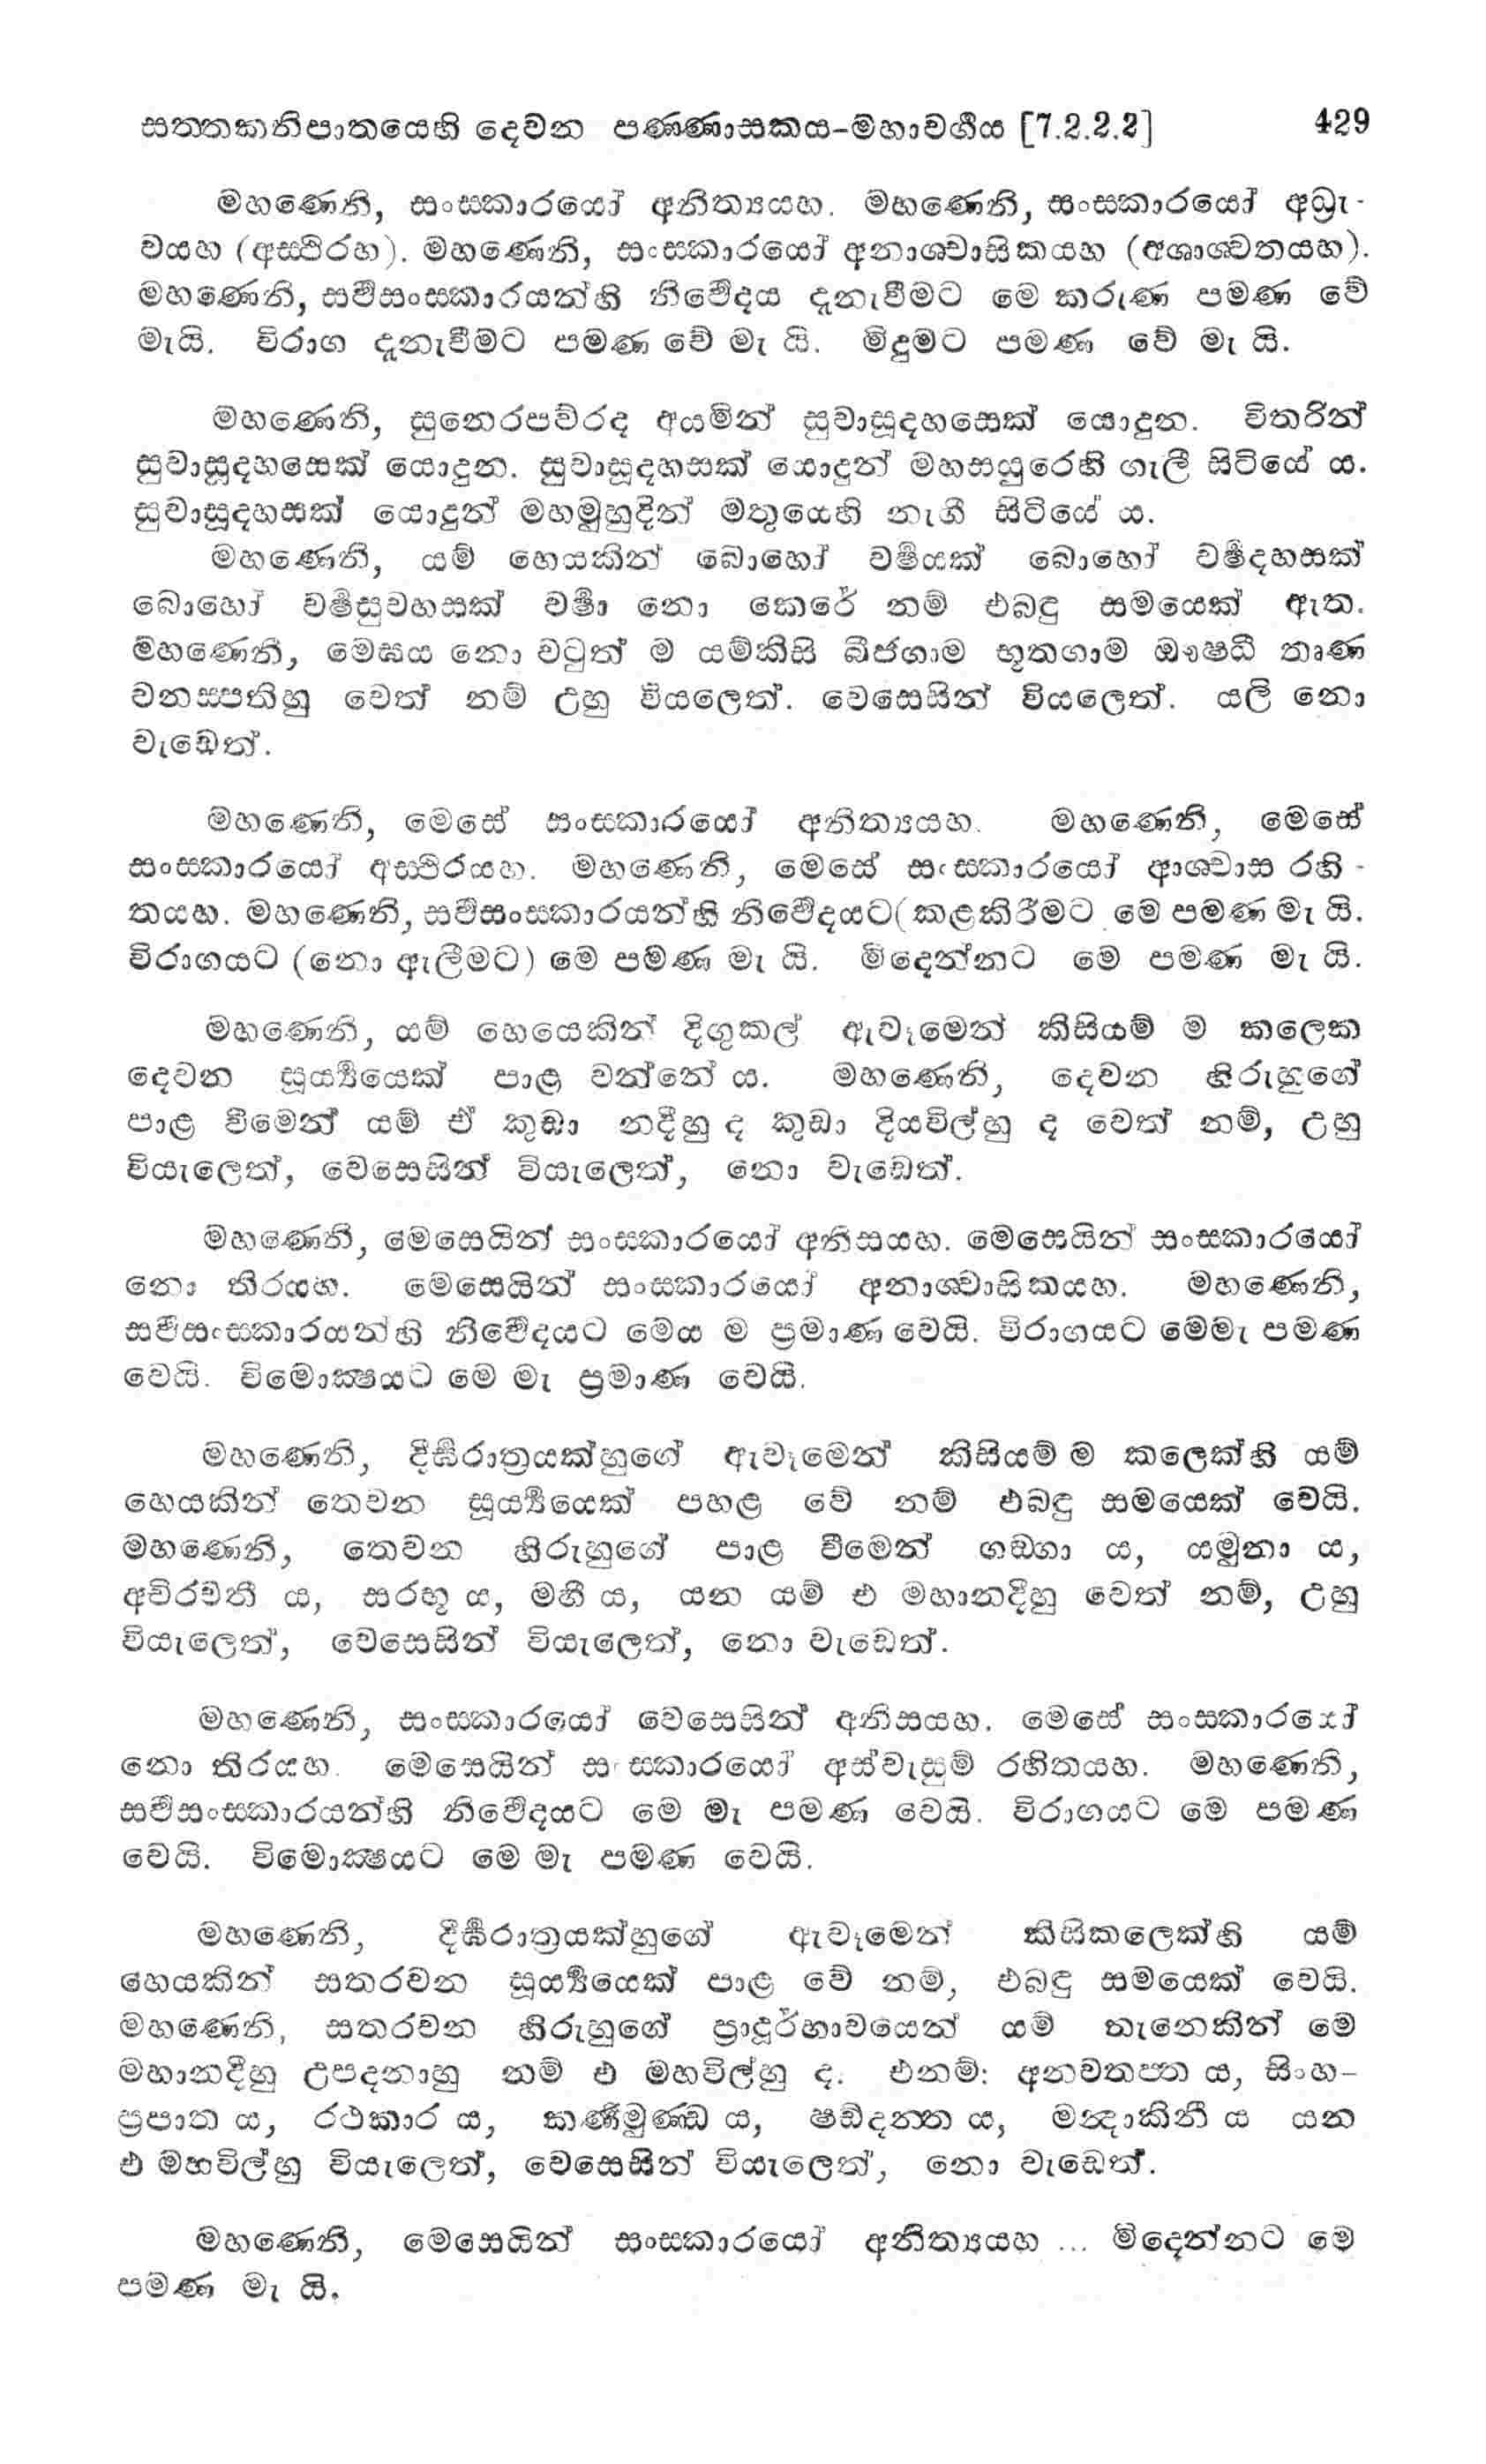 සත්තකනිපාතයෙහි දෙවන පණ්ණාසකය-මහාවර්ගය [7.2.2.2] 429
මහණෙනි, සංස්කාරයෝ අනිත්‍යයහ. මහණෙනි, සංස්කාරයෝ අධ්‍රැ-
වයහ (අස්ථිරහ). මහණෙනි, සංස්කාරයෝ අනාශ්වාසිකයහ (අශාශ්වතයහ).
මහණෙනි, සර්වසංස්කාරයන්හි නිර්වේදය දැනැවීමට මෙ කරුණ පමණ වේ
මැයි. විරාග දැනැවීමට පමණ වේ මැ යි. මිදුමට පමණ වේ මැ යි.
මහණෙනි, සුනෙරපව්රද අයමින් සුවාසූදහසෙක් යොදුන. විතරින්
සුවාසූදහසෙක් යොදුන. සුවාසූදහසක් යොදුන් මහසයුරෙහි ගැලී සිටියේ ය.
සුවාසූදහසක් යොදුන් මහමුහුදින් මතුයෙහි නැගී සිටියේ ය.
මහණෙනි, යම් හෙයකින් බොහෝ වර්ෂයක් බොහෝ වර්ෂදහසක්
බොහෝ වර්ෂසුවහසක් වර්ෂා නො කෙරේ නම් එබඳු සමයෙක් ඇත.
මහණෙනි, මෙඝය නො වටුත් ම යම්කිසි බීජගාම භූතගාම ඖෂධී තෘණ
වනස්පතිහු වෙත් නම් උහු වියලෙත්. වෙසෙසින් වියලෙත්. යලි නො
වැඩෙත්.
මහණෙනි, මෙසේ සංස්කාරයෝ අනිත්‍යයහ. මහණෙනි, මෙසේ
සංස්කාරයෝ අස්ථිරයහ. මහණෙනි, මෙසේ සංස්කාරයෝ ආශ්වාස රහි-
තයහ. මහණෙනි, සර්වසංස්කාරයන්හි නිර්වේදයට(කළකිරීමට මෙ පමණ මැ යි.
විරාගයට (නො ඇලීමට) මෙ පමණ මැ යි. මිදෙන්නට මෙ පමණ මැ යි.
මහණෙනි, යම් හෙයෙකින් දිගුකල් ඇවෑමෙන් කිසියම් ම කලෙක
දෙවන සූර්‍ය්‍යයෙක් පාළ වන්නේ ය. මහණෙනි, දෙවන හිරුහුගේ
පාළ වීමෙන් යම් ඒ කුඩා නදීහු ද කුඩා දියවිල්හු ද වෙත් නම්, උහු
වියැලෙත්, වෙසෙසින් වියැලෙත්, නො වැඩෙත්.
මහණෙනි, මෙසෙයින් සංස්කාරයෝ අනිසයහ. මෙසෙයින් සංස්කාරයෝ
නො තිරයහ. මෙසෙයින් සංස්කාරයෝ අනාශ්වාසිකයහ. මහණෙනි,
සර්වසංස්කාරයන්හි නිර්වේදයට මෙය ම ප්‍රමාණ වෙයි. විරාගයට මෙමැ පමණ
වෙයි. විමොක්‍ෂයට මෙ මැ ප්‍රමාණ වෙයි.
මහණෙනි, දීර්ඝරාත්‍රයක්හුගේ ඇවෑමෙන් කිසියම් ම කලෙක්හි යම්
හෙයකින් තෙවන සූර්‍ය්‍යයෙක් පහළ වේ නම් එබඳු සමයෙක් වෙයි.
මහණෙනි, තෙවන හිරුහුගේ පාළ වීමෙන් ගඞ්ගා ය, යමුනා ය,
අචිරවතී ය, සරභූ ය, මහී ය, යන යම් එ මහානදීහු වෙත් නම්, උහු
වියැලෙත්, වෙසෙසින් වියැලෙත්, නො වැඩෙත්.
මහණෙනි, සංස්කාරයෝ වෙසෙසින් අනිසයහ. මෙසේ සංස්කාරයෝ
නො තිරයහ. මෙසෙයින් සංස්කාරයෝ අස්වැසුම් රහිතයහ. මහණෙනි,
සර්වසංස්කාරයන්හි නිර්වේදයට මෙ මැ පමණ වෙයි. විරාගයට මෙ පමණ
වෙයි. විමොක්‍ෂයට මෙ මැ පමණ වෙයි.
මහණෙනි, දීර්ඝරාත්‍රයක්හුගේ ඇවෑමෙන් කිසිකලෙක්හි යම්
හෙයකින් සතරවන සූර්‍ය්‍යයෙක් පාළ වේ නම්, එබඳු සමයෙක් වෙයි.
මහණෙනි, සතරවන හිරුහුගේ ප්‍රාදුර්භාවයෙන් යම් තැනෙකින් මෙ
මහානදීහු උපදනාහු නම් එ මහවිල්හු ද. එනම්: අනවතප්ත ය, සිංහ-
ප්‍රපාත ය, රථකාර ය, කර්ණමුණ්ඩ ය, ෂඩ්දන්ත ය, මන්දාකිනී ය යන
එ මහවිල්හු වියැලෙත්, වෙසෙසින් වියැලෙත්, නො වැඩෙත්.
මහණෙනි, මෙසෙයින් සංස්කාරයෝ අනිත්‍යයහ ... මිදෙන්නට මෙ
පමණ මැ යි.